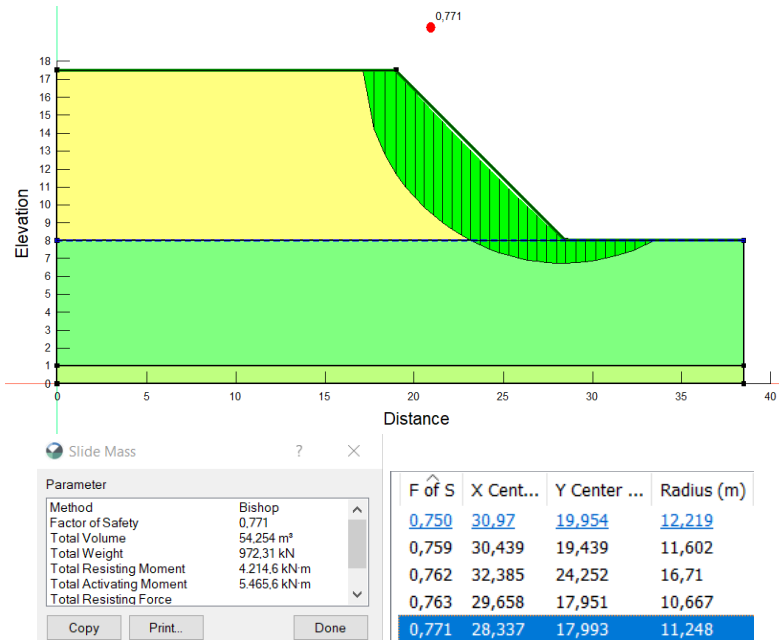 0,771
18
17
16
15
14
13
12
11
10
9
8
7
6
5
4
3
2
1
0
Elevation
0 5 10 15 20 25 30 35 40
Distance
Slide Mass ? ×
Parameter
Method Bishop
Factor of Safety 0,771
Total Volume 54,254 m³
Total Weight 972,31 kN
Total Resisting Moment 4.214,6 kN·m
Total Activating Moment 5.465,6 kN·m
Total Resisting Force
Copy Print... Done
F of S X Cent... Y Center ... Radius (m)
0,750 30,97 19,954 12,219
0,759 30,439 19,439 11,602
0,762 32,385 24,252 16,71
0,763 29,658 17,951 10,667
0,771 28,337 17,993 11,248